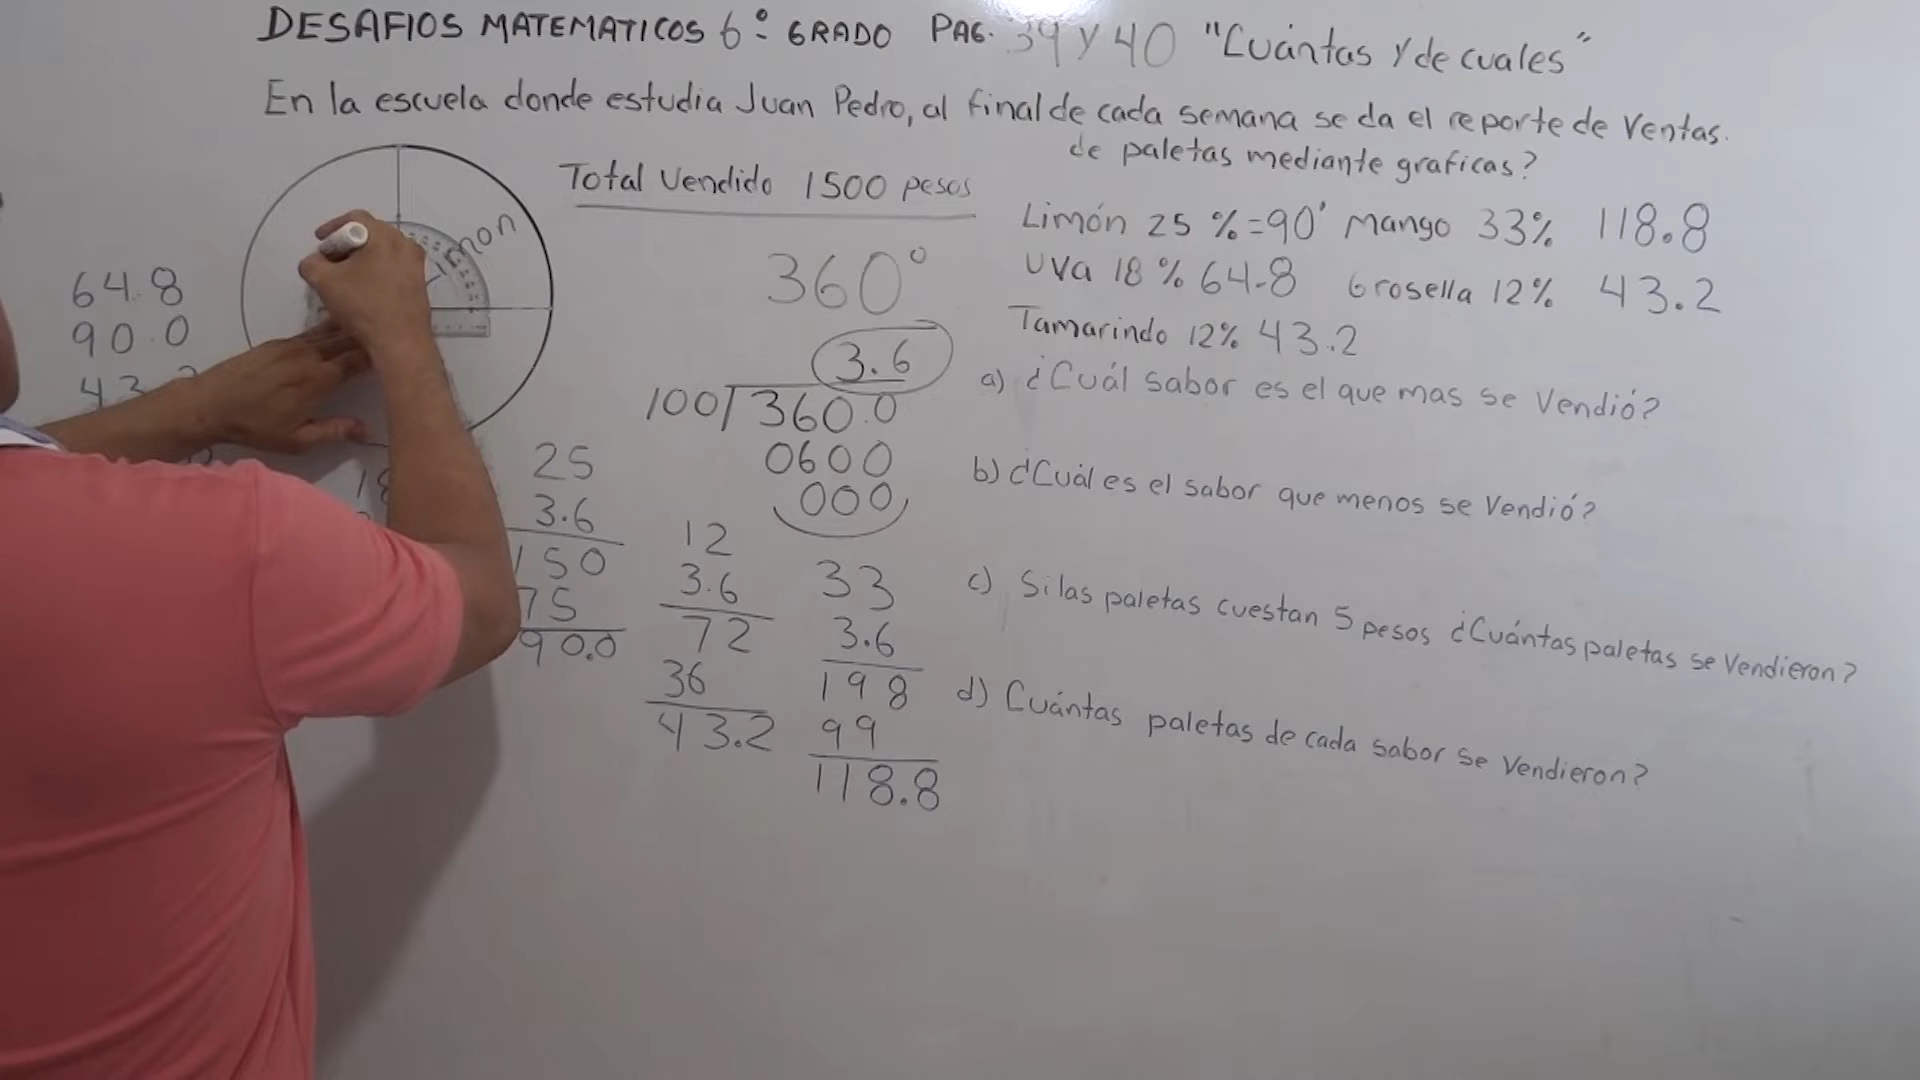 DESAFIOS MATEMATICOS 6° GRADO PAG. 39 Y 40 "Cuántas y de cuales"
En la escuela donde estudia Juan Pedro, al final de cada semana se da el reporte de Ventas.
de paletas mediante graficas?
Total Vendido 1500 pesos
Limón 25 %=90° Mango 33% 118.8
Uva 18% 64-8 Grosella 12% 43.2
Tamarindo 12% 43.2
360°
Limon
64.8
90.0
3.6
100 360.0
0600
000
a) ¿Cuál sabor es el que mas se Vendió?
b) ¿Cuál es el sabor que menos se Vendió?
c) Si las paletas cuestan 5 pesos ¿Cuántas paletas se Vendieron?
d) Cuántas paletas de cada sabor se Vendieron?
25
3.6
150
75
90.0
12
3.6
72
36
43.2
33
3.6
198
99
118.8